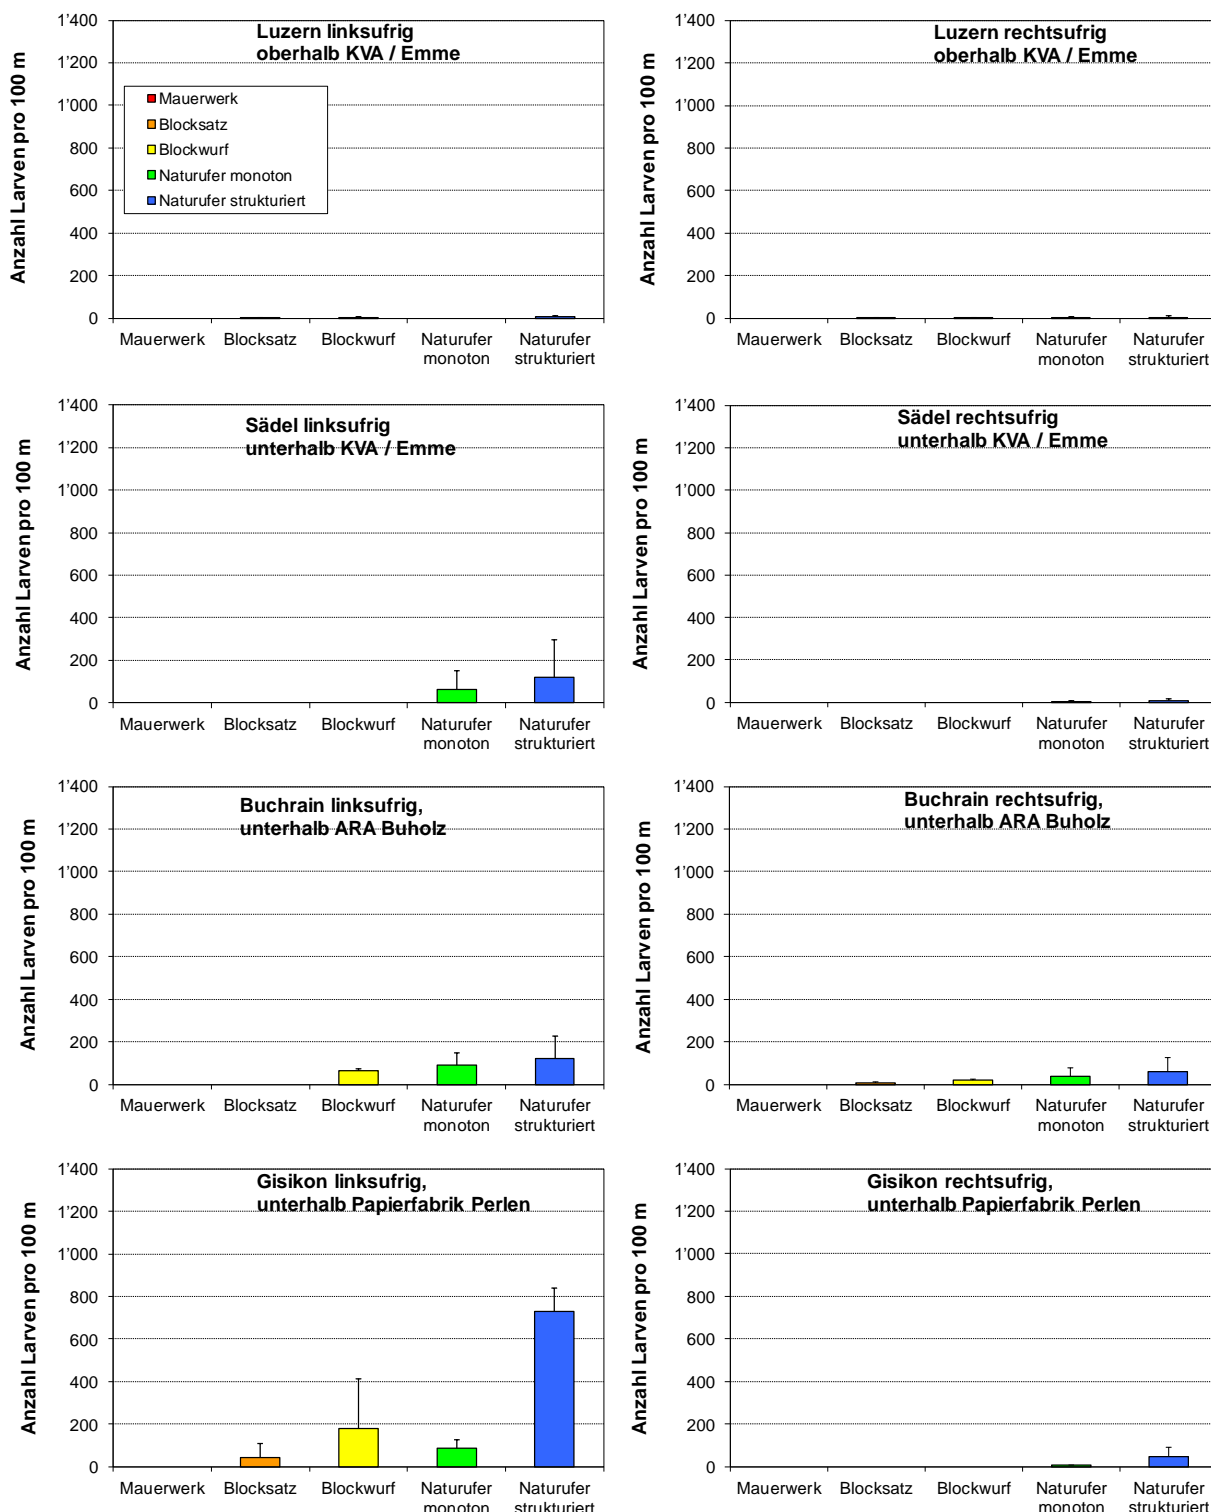 Luzern linksufrig
oberhalb KVA / Emme
Anzahl Larven pro 100 m
1'400
1'200
1'000
800
600
400
200
0
Mauerwerk
Blocksatz
Blockwurf
Naturufer monoton
Naturufer strukturiert
Mauerwerk Blocksatz Blockwurf Naturufer Naturufer
monoton strukturiert
Luzern rechtsufrig
oberhalb KVA / Emme
Anzahl Larven pro 100 m
1'400
1'200
1'000
800
600
400
200
0
Mauerwerk Blocksatz Blockwurf Naturufer Naturufer
monoton strukturiert
Sädel linksufrig
unterhalb KVA / Emme
Anzahl Larven pro 100 m
1'400
1'200
1'000
800
600
400
200
0
Mauerwerk Blocksatz Blockwurf Naturufer Naturufer
monoton strukturiert
Sädel rechtsufrig
unterhalb KVA / Emme
Anzahl Larven pro 100 m
1'400
1'200
1'000
800
600
400
200
0
Mauerwerk Blocksatz Blockwurf Naturufer Naturufer
monoton strukturiert
Buchrain linksufrig,
unterhalb ARA Buholz
Anzahl Larven pro 100 m
1'400
1'200
1'000
800
600
400
200
0
Mauerwerk Blocksatz Blockwurf Naturufer Naturufer
monoton strukturiert
Buchrain rechtsufrig,
unterhalb ARA Buholz
Anzahl Larven pro 100 m
1'400
1'200
1'000
800
600
400
200
0
Mauerwerk Blocksatz Blockwurf Naturufer Naturufer
monoton strukturiert
Gisikon linksufrig,
unterhalb Papierfabrik Perlen
Anzahl Larven pro 100 m
1'400
1'200
1'000
800
600
400
200
0
Mauerwerk Blocksatz Blockwurf Naturufer Naturufer
monoton strukturiert
Gisikon rechtsufrig,
unterhalb Papierfabrik Perlen
Anzahl Larven pro 100 m
1'400
1'200
1'000
800
600
400
200
0
Mauerwerk Blocksatz Blockwurf Naturufer Naturufer
monoton strukturiert